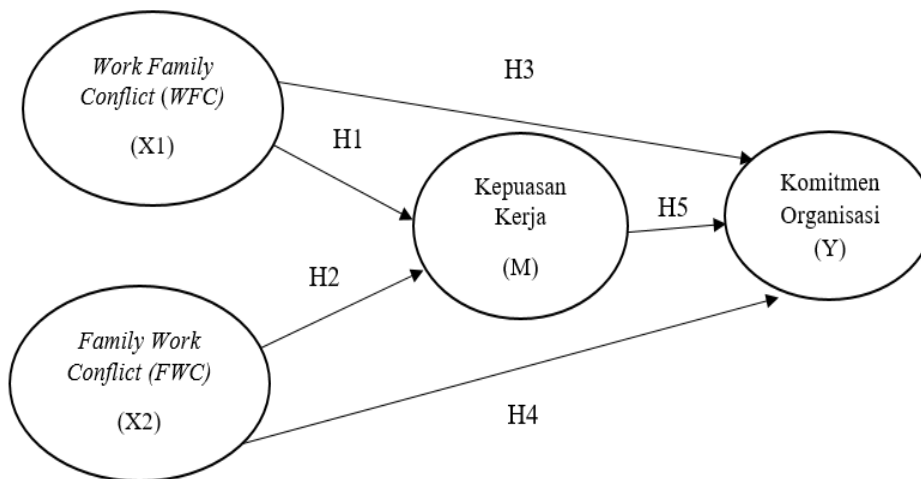 Work Family
Conflict (WFC)
(X1)
H3
H1
Kepuasan
Kerja
(M)
H5
Komitmen
Organisasi
(Y)
H2
Family Work
Conflict (FWC)
(X2)
H4